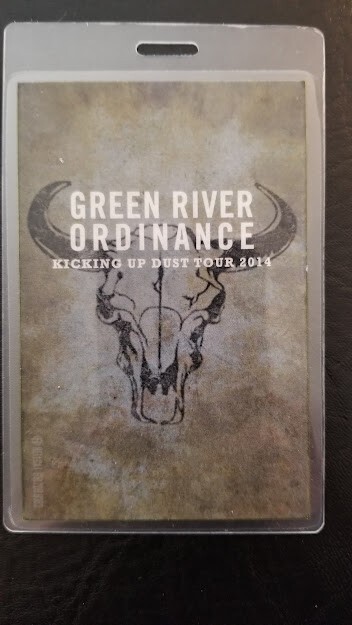 GREEN RIVER
ORDINANCE
KICKING UP DUST TOUR 2014